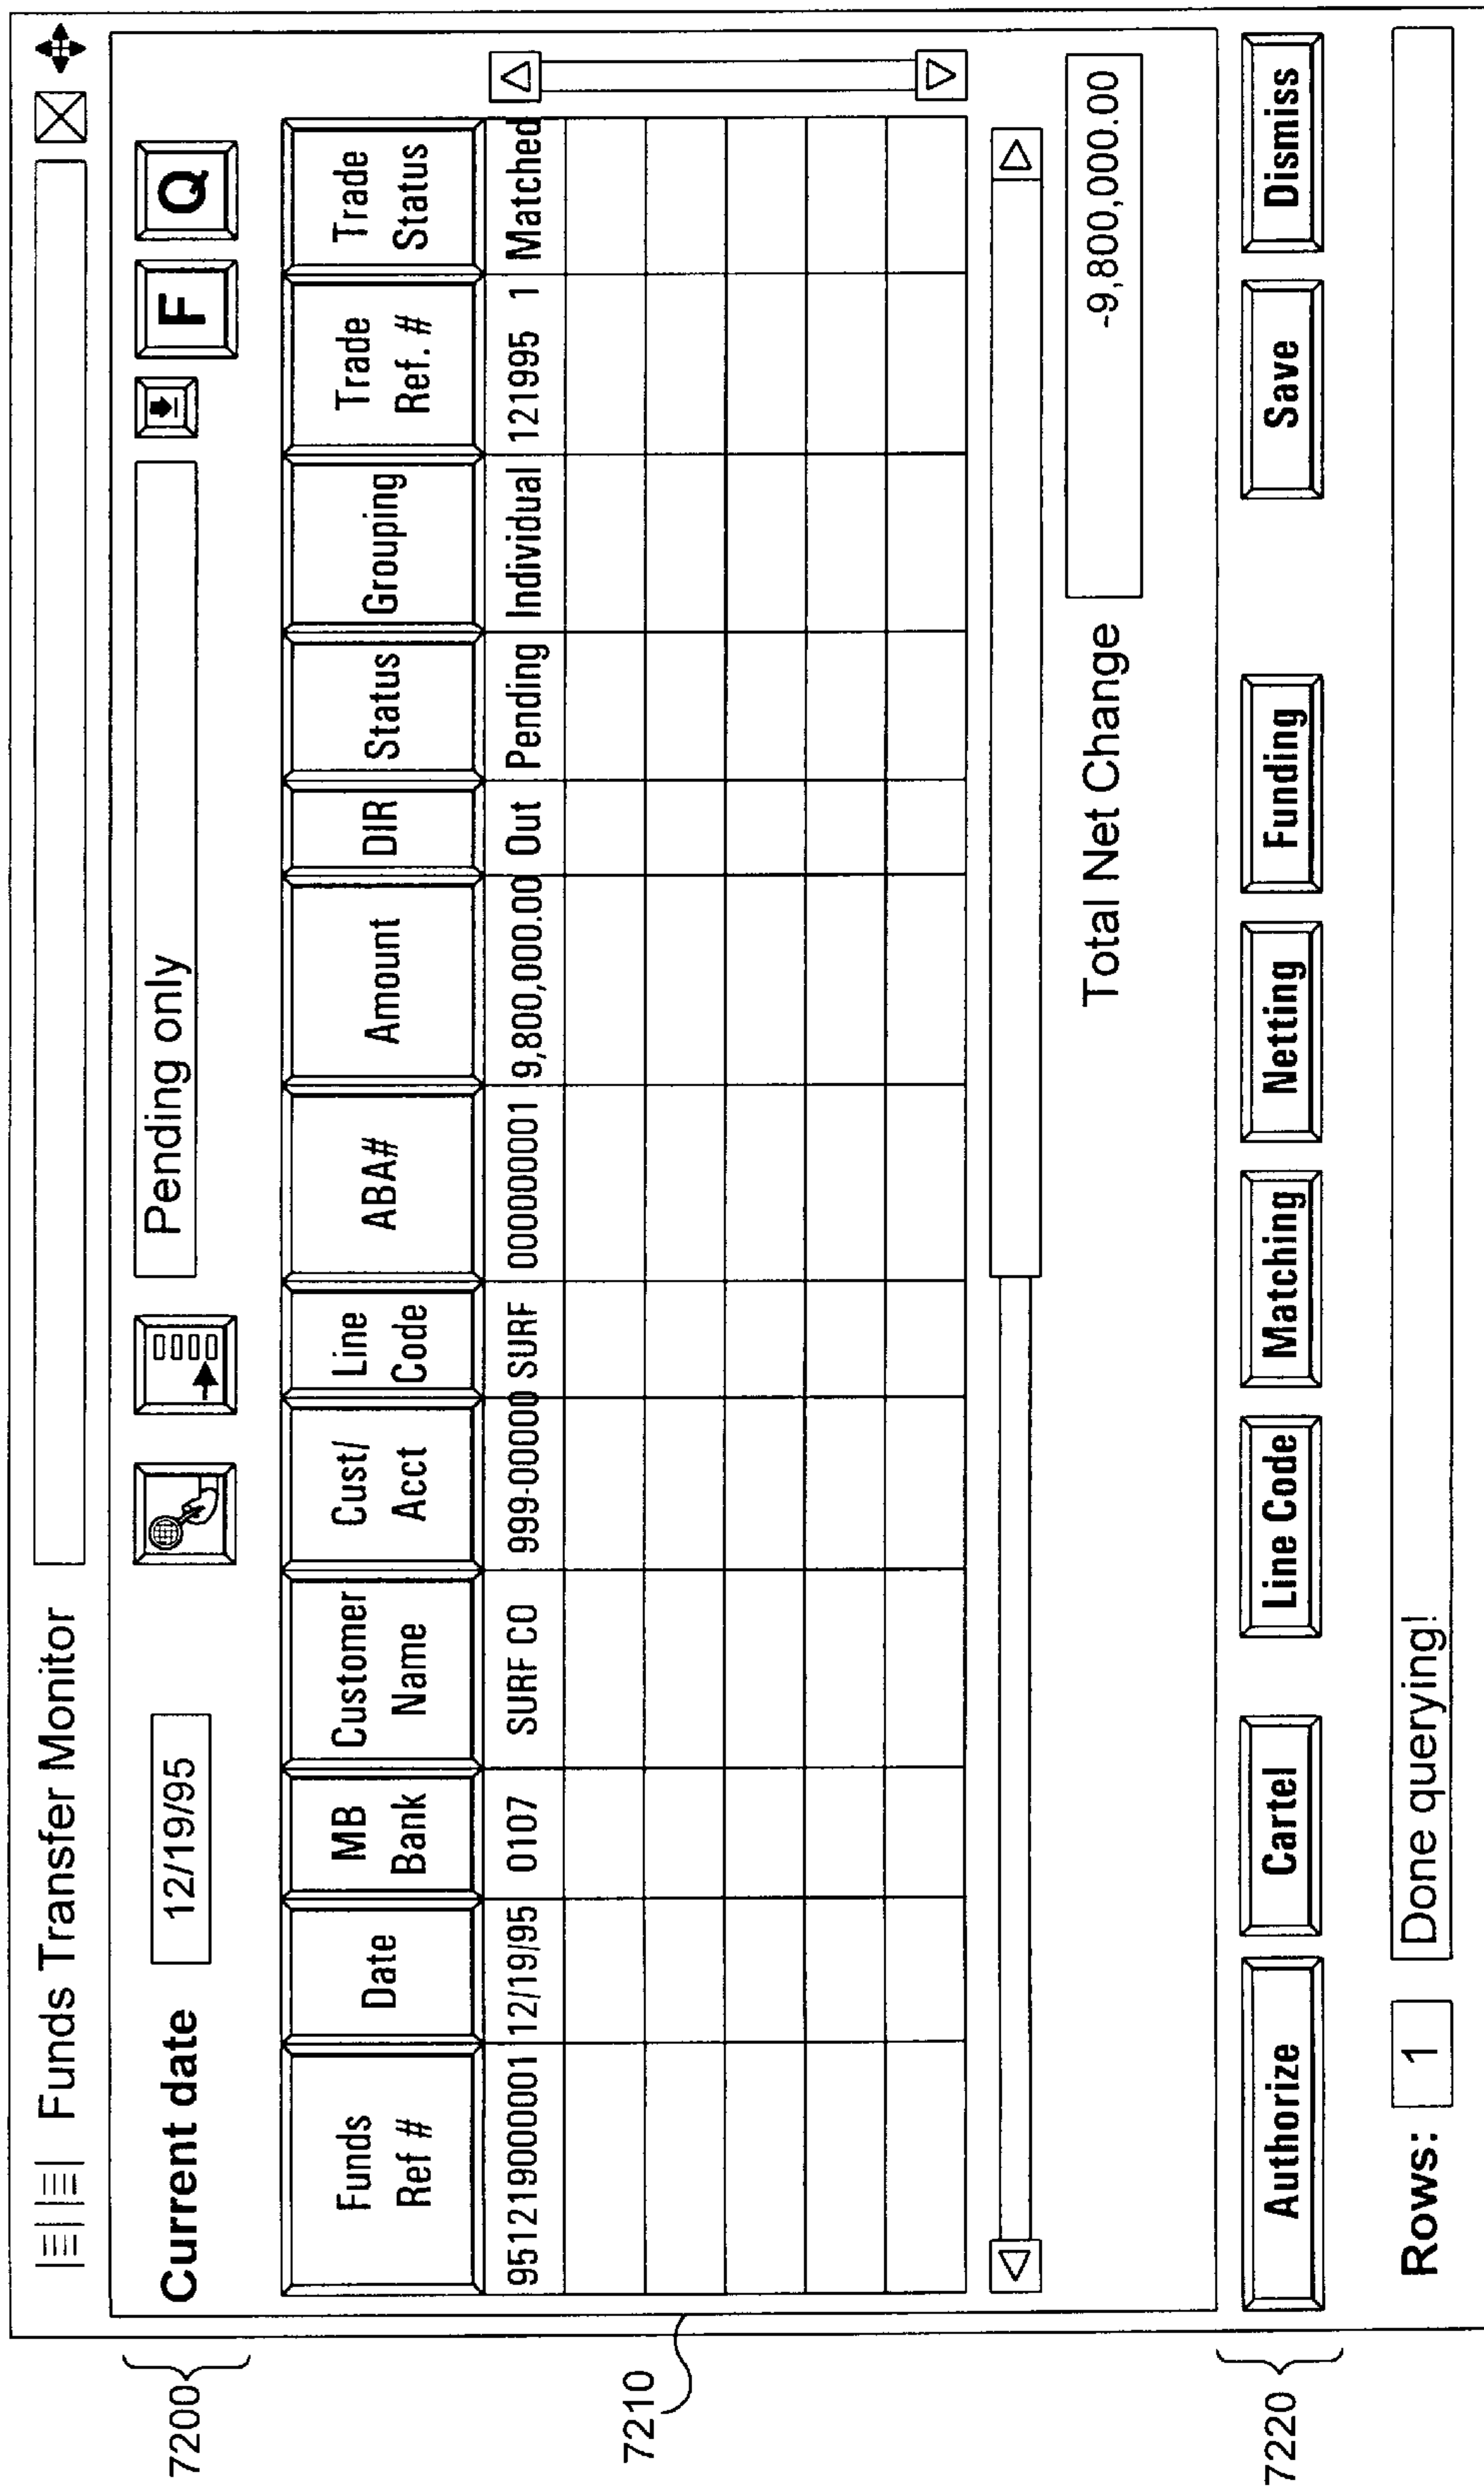 Funds Transfer Monitor
7200
Current date 12/19/95 Pending only F Q
Funds Ref # Date MB Bank Customer Name Cust/ Acct Line Code ABA# Amount DIR Status Grouping Trade Ref. # Trade Status
951219000001 12/19/95 0107 SURF CO 999-00000 SURF 000000001 9,800,000.00 Out Pending Individual 121995 1 Matched
7210
Total Net Change -9,800,000.00
7220
Authorize Cartel Line Code Matching Netting Funding Save Dismiss
Rows: 1 Done querying!